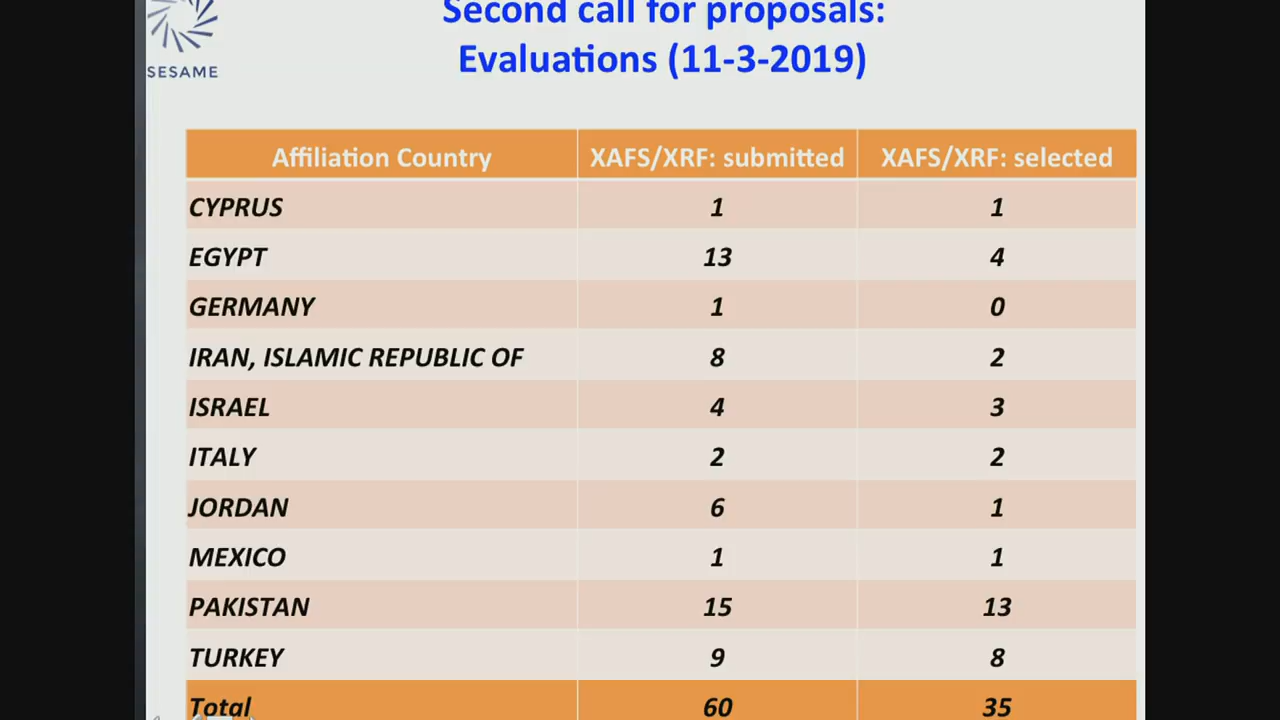 Second call for proposals:
Evaluations (11-3-2019)
SESAME
Affiliation Country XAFS/XRF: submitted XAFS/XRF: selected
CYPRUS 1 1
EGYPT 13 4
GERMANY 1 0
IRAN, ISLAMIC REPUBLIC OF 8 2
ISRAEL 4 3
ITALY 2 2
JORDAN 6 1
MEXICO 1 1
PAKISTAN 15 13
TURKEY 9 8
Total 60 35